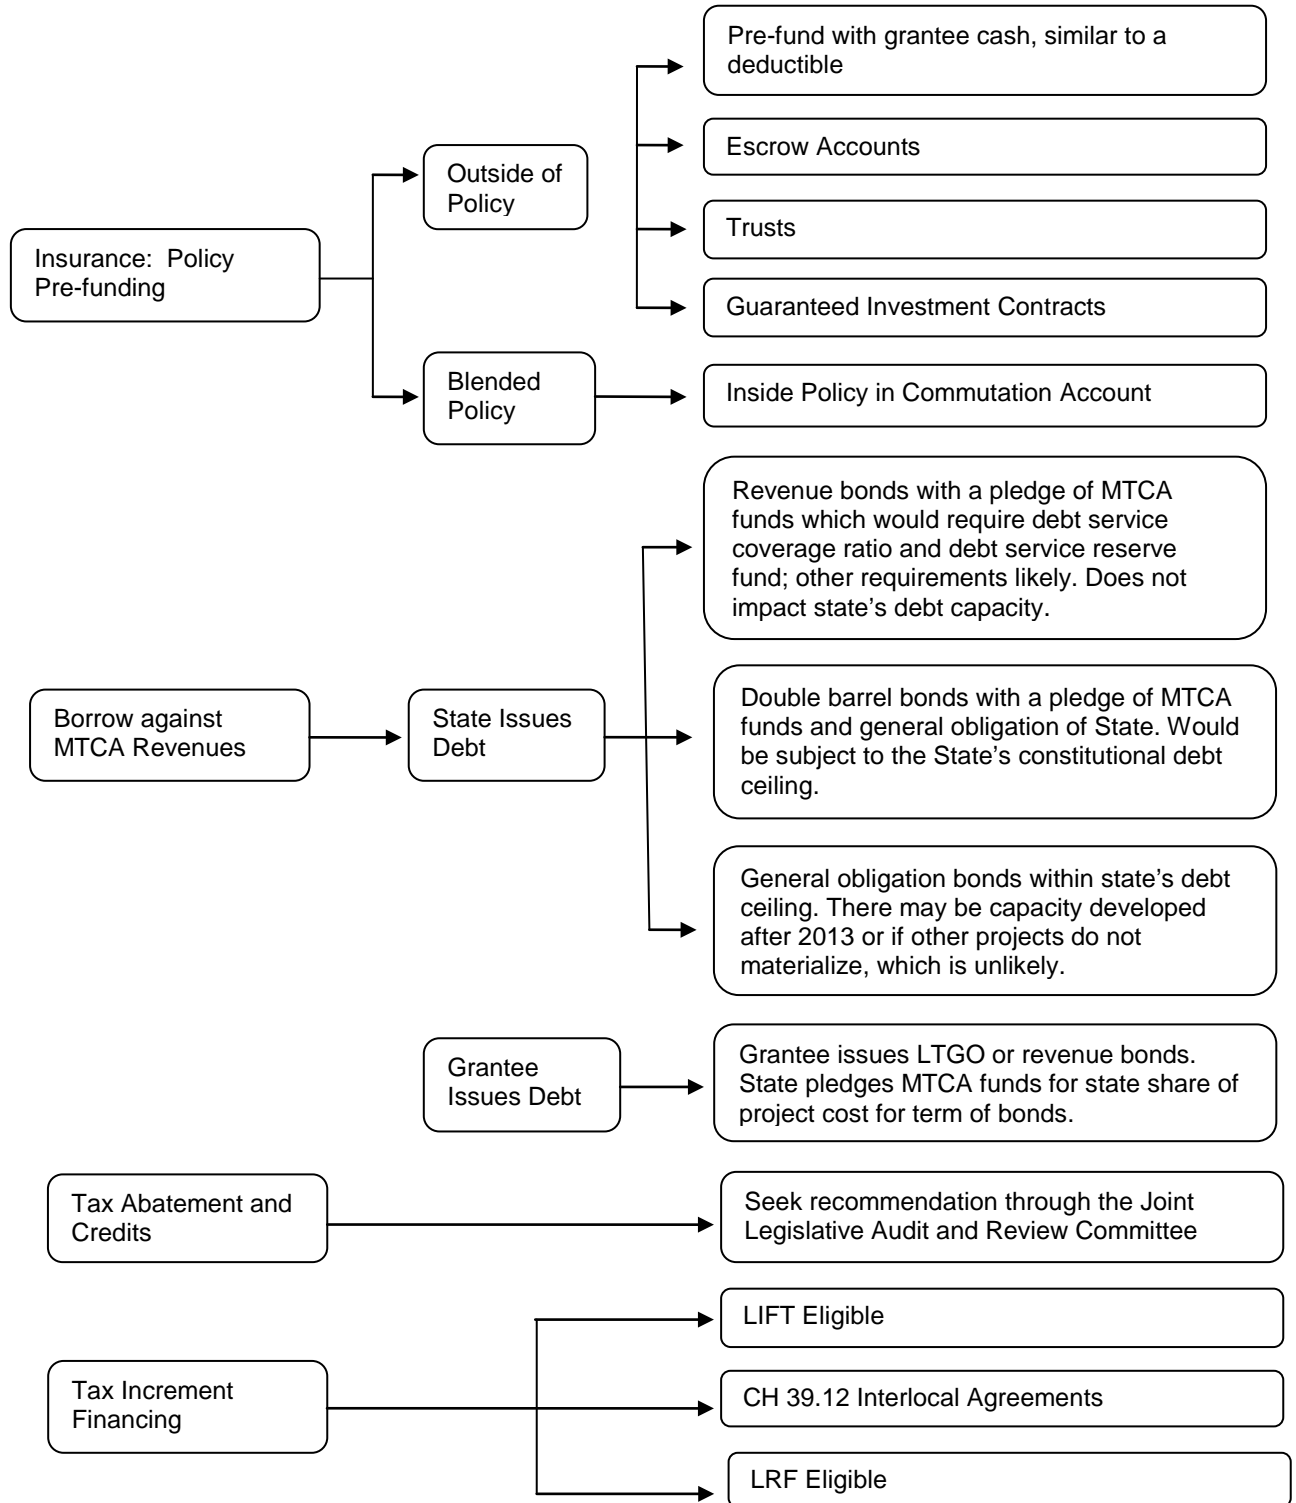 Pre-fund with grantee cash, similar to a
deductible
Escrow Accounts
Outside of
Policy
Trusts
Insurance:  Policy
Pre-funding
Guaranteed Investment Contracts
Blended
Policy
Inside Policy in Commutation Account
Revenue bonds with a pledge of MTCA
funds which would require debt service
coverage ratio and debt service reserve
fund; other requirements likely. Does not
impact state’s debt capacity.
Borrow against
MTCA Revenues
State Issues
Debt
Double barrel bonds with a pledge of MTCA
funds and general obligation of State. Would
be subject to the State’s constitutional debt
ceiling.
General obligation bonds within state’s debt
ceiling. There may be capacity developed
after 2013 or if other projects do not
materialize, which is unlikely.
Grantee
Issues Debt
Grantee issues LTGO or revenue bonds.
State pledges MTCA funds for state share of
project cost for term of bonds.
Tax Abatement and
Credits
Seek recommendation through the Joint
Legislative Audit and Review Committee
LIFT Eligible
Tax Increment
Financing
CH 39.12 Interlocal Agreements
LRF Eligible